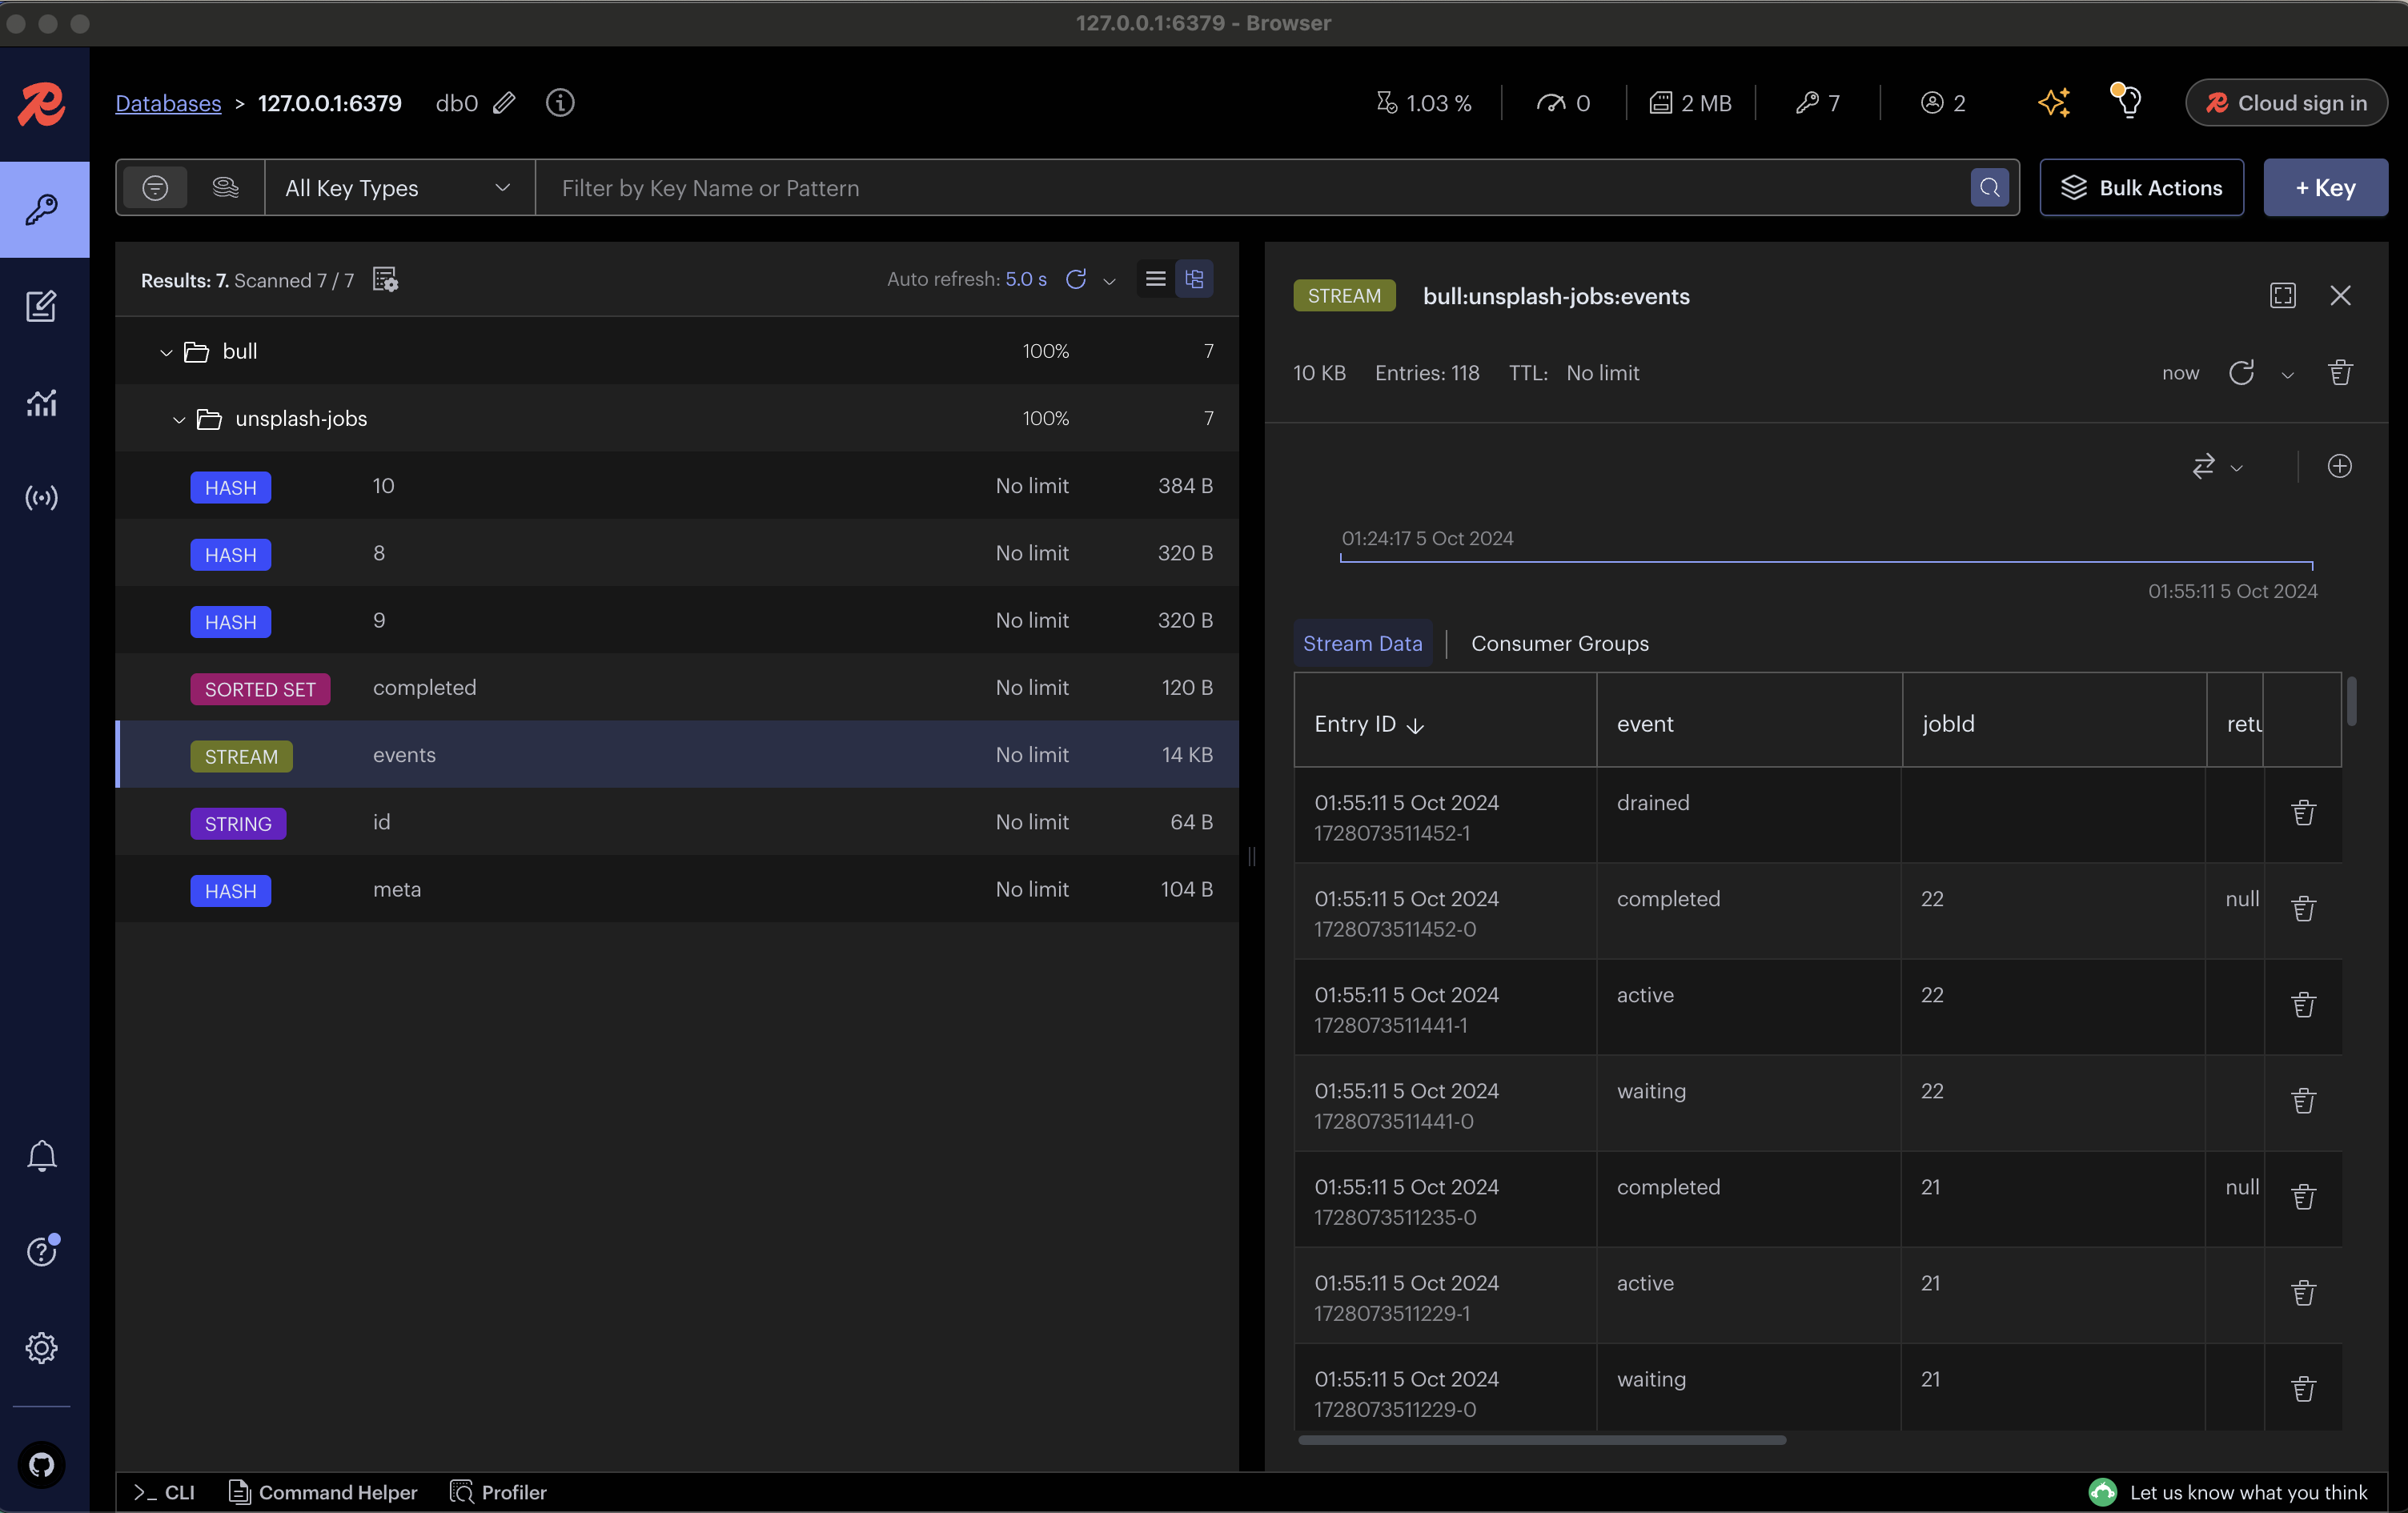 127.0.0.1:6379 - Browser
Databases > 127.0.0.1:6379 db0 1.03 % 0 2 MB 7 2 Cloud sign in
All Key Types Filter by Key Name or Pattern Bulk Actions + Key
Results: 7. Scanned 7 / 7 Auto refresh: 5.0 s
bull 100% 7
unsplash-jobs 100% 7
HASH 10 No limit 384 B
HASH 8 No limit 320 B
HASH 9 No limit 320 B
SORTED SET completed No limit 120 B
STREAM events No limit 14 KB
STRING id No limit 64 B
HASH meta No limit 104 B
STREAM bull:unsplash-jobs:events
10 KB Entries: 118 TTL: No limit now
01:24:17 5 Oct 2024
01:55:11 5 Oct 2024
Stream Data Consumer Groups
Entry ID event jobId retu
01:55:11 5 Oct 2024 drained
1728073511452-1
01:55:11 5 Oct 2024 completed 22 null
1728073511452-0
01:55:11 5 Oct 2024 active 22
1728073511441-1
01:55:11 5 Oct 2024 waiting 22
1728073511441-0
01:55:11 5 Oct 2024 completed 21 null
1728073511235-0
01:55:11 5 Oct 2024 active 21
1728073511229-1
01:55:11 5 Oct 2024 waiting 21
1728073511229-0
>_ CLI Command Helper Profiler Let us know what you think